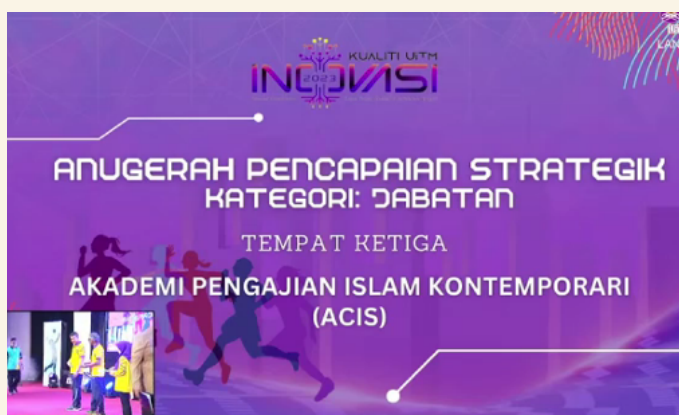 KUALITI UiTM
INOVASI
2023
ANUGERAH PENCAPAIAN STRATEGIK
KATEGORI: JABATAN
TEMPAT KETIGA
AKADEMI PENGAJIAN ISLAM KONTEMPORARI
(ACIS)